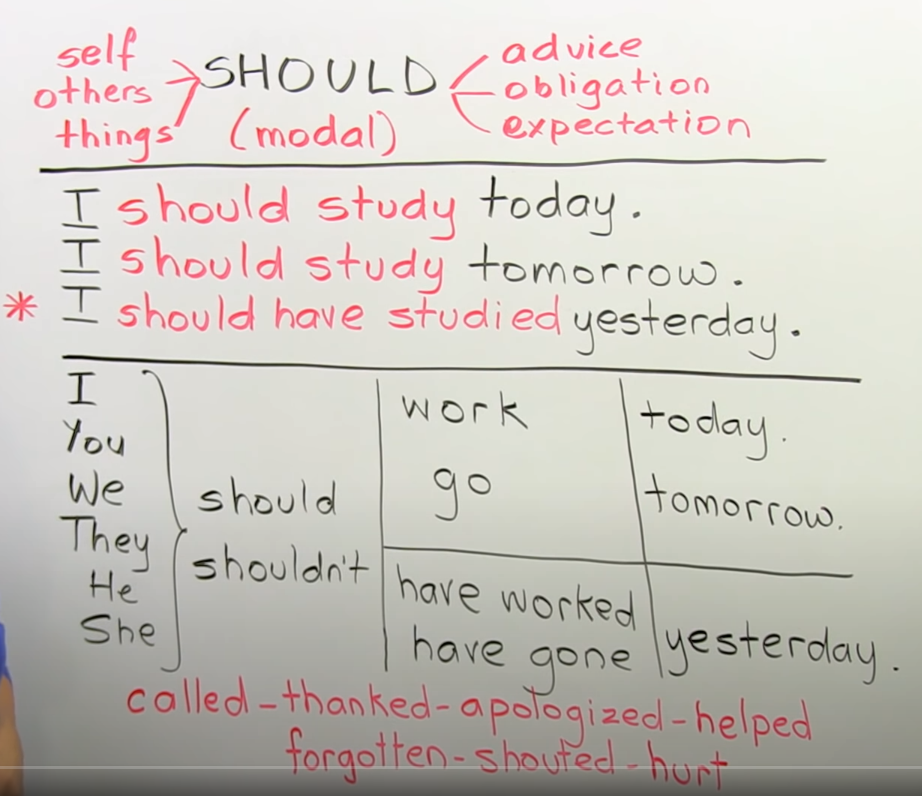 self
others
things
SHOULD
(modal)
advice
obligation
expectation
I should study today.
I should study tomorrow.
* I should have studied yesterday.
I
You
We
They
He
She
should
shouldn't
work
go
today.
tomorrow.
have worked
have gone
yesterday.
called - thanked - apologized - helped
forgotten - shouted - hurt